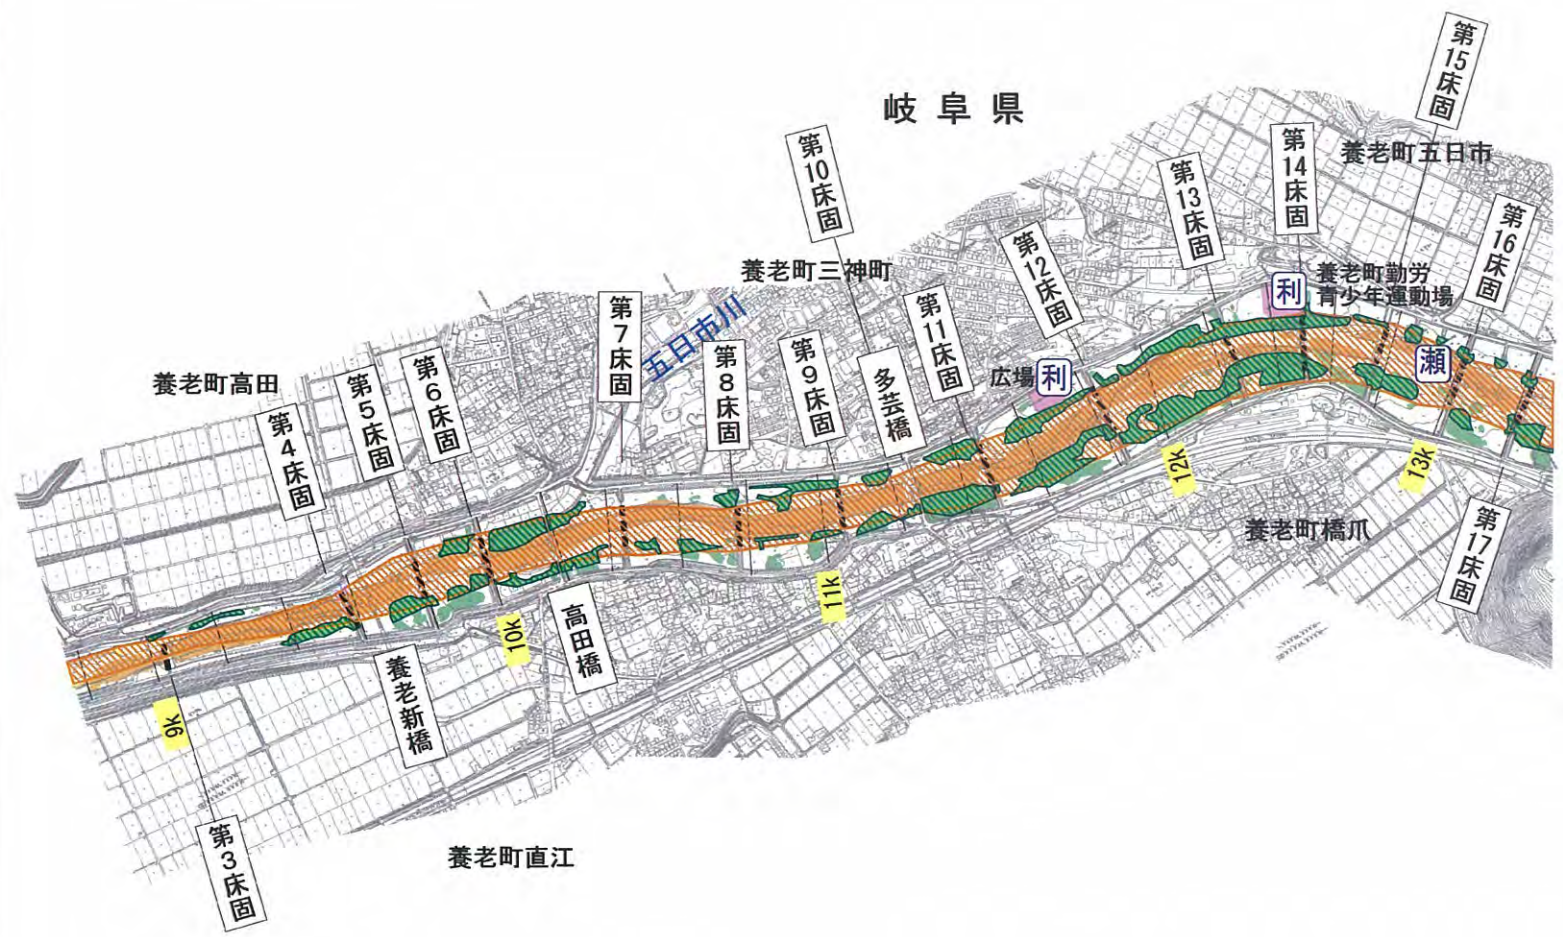 岐阜県
第15床固
養老町五日市
第10床固
第14床固
第13床固
第16床固
第12床固
養老町三神町
利
養老町勤労
青少年運動場
第7床固
五日市川
第11床固
第8床固
第9床固
多芸橋
広場
利
瀬
養老町高田
第6床固
第5床固
第4床固
12k
13k
養老町橋爪
第17床固
11k
10k
高田橋
養老新橋
9k
第3床固
養老町直江